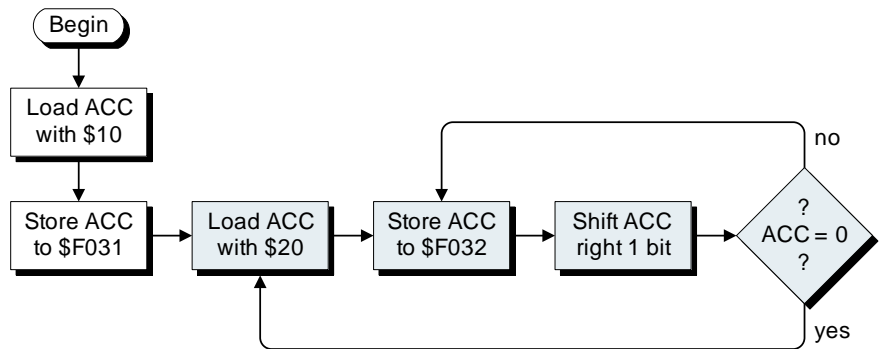 Begin
Load ACC
with $10
Store ACC
to $F031
Load ACC
with $20
Store ACC
to $F032
Shift ACC
right 1 bit
?
ACC = 0
?
no
yes